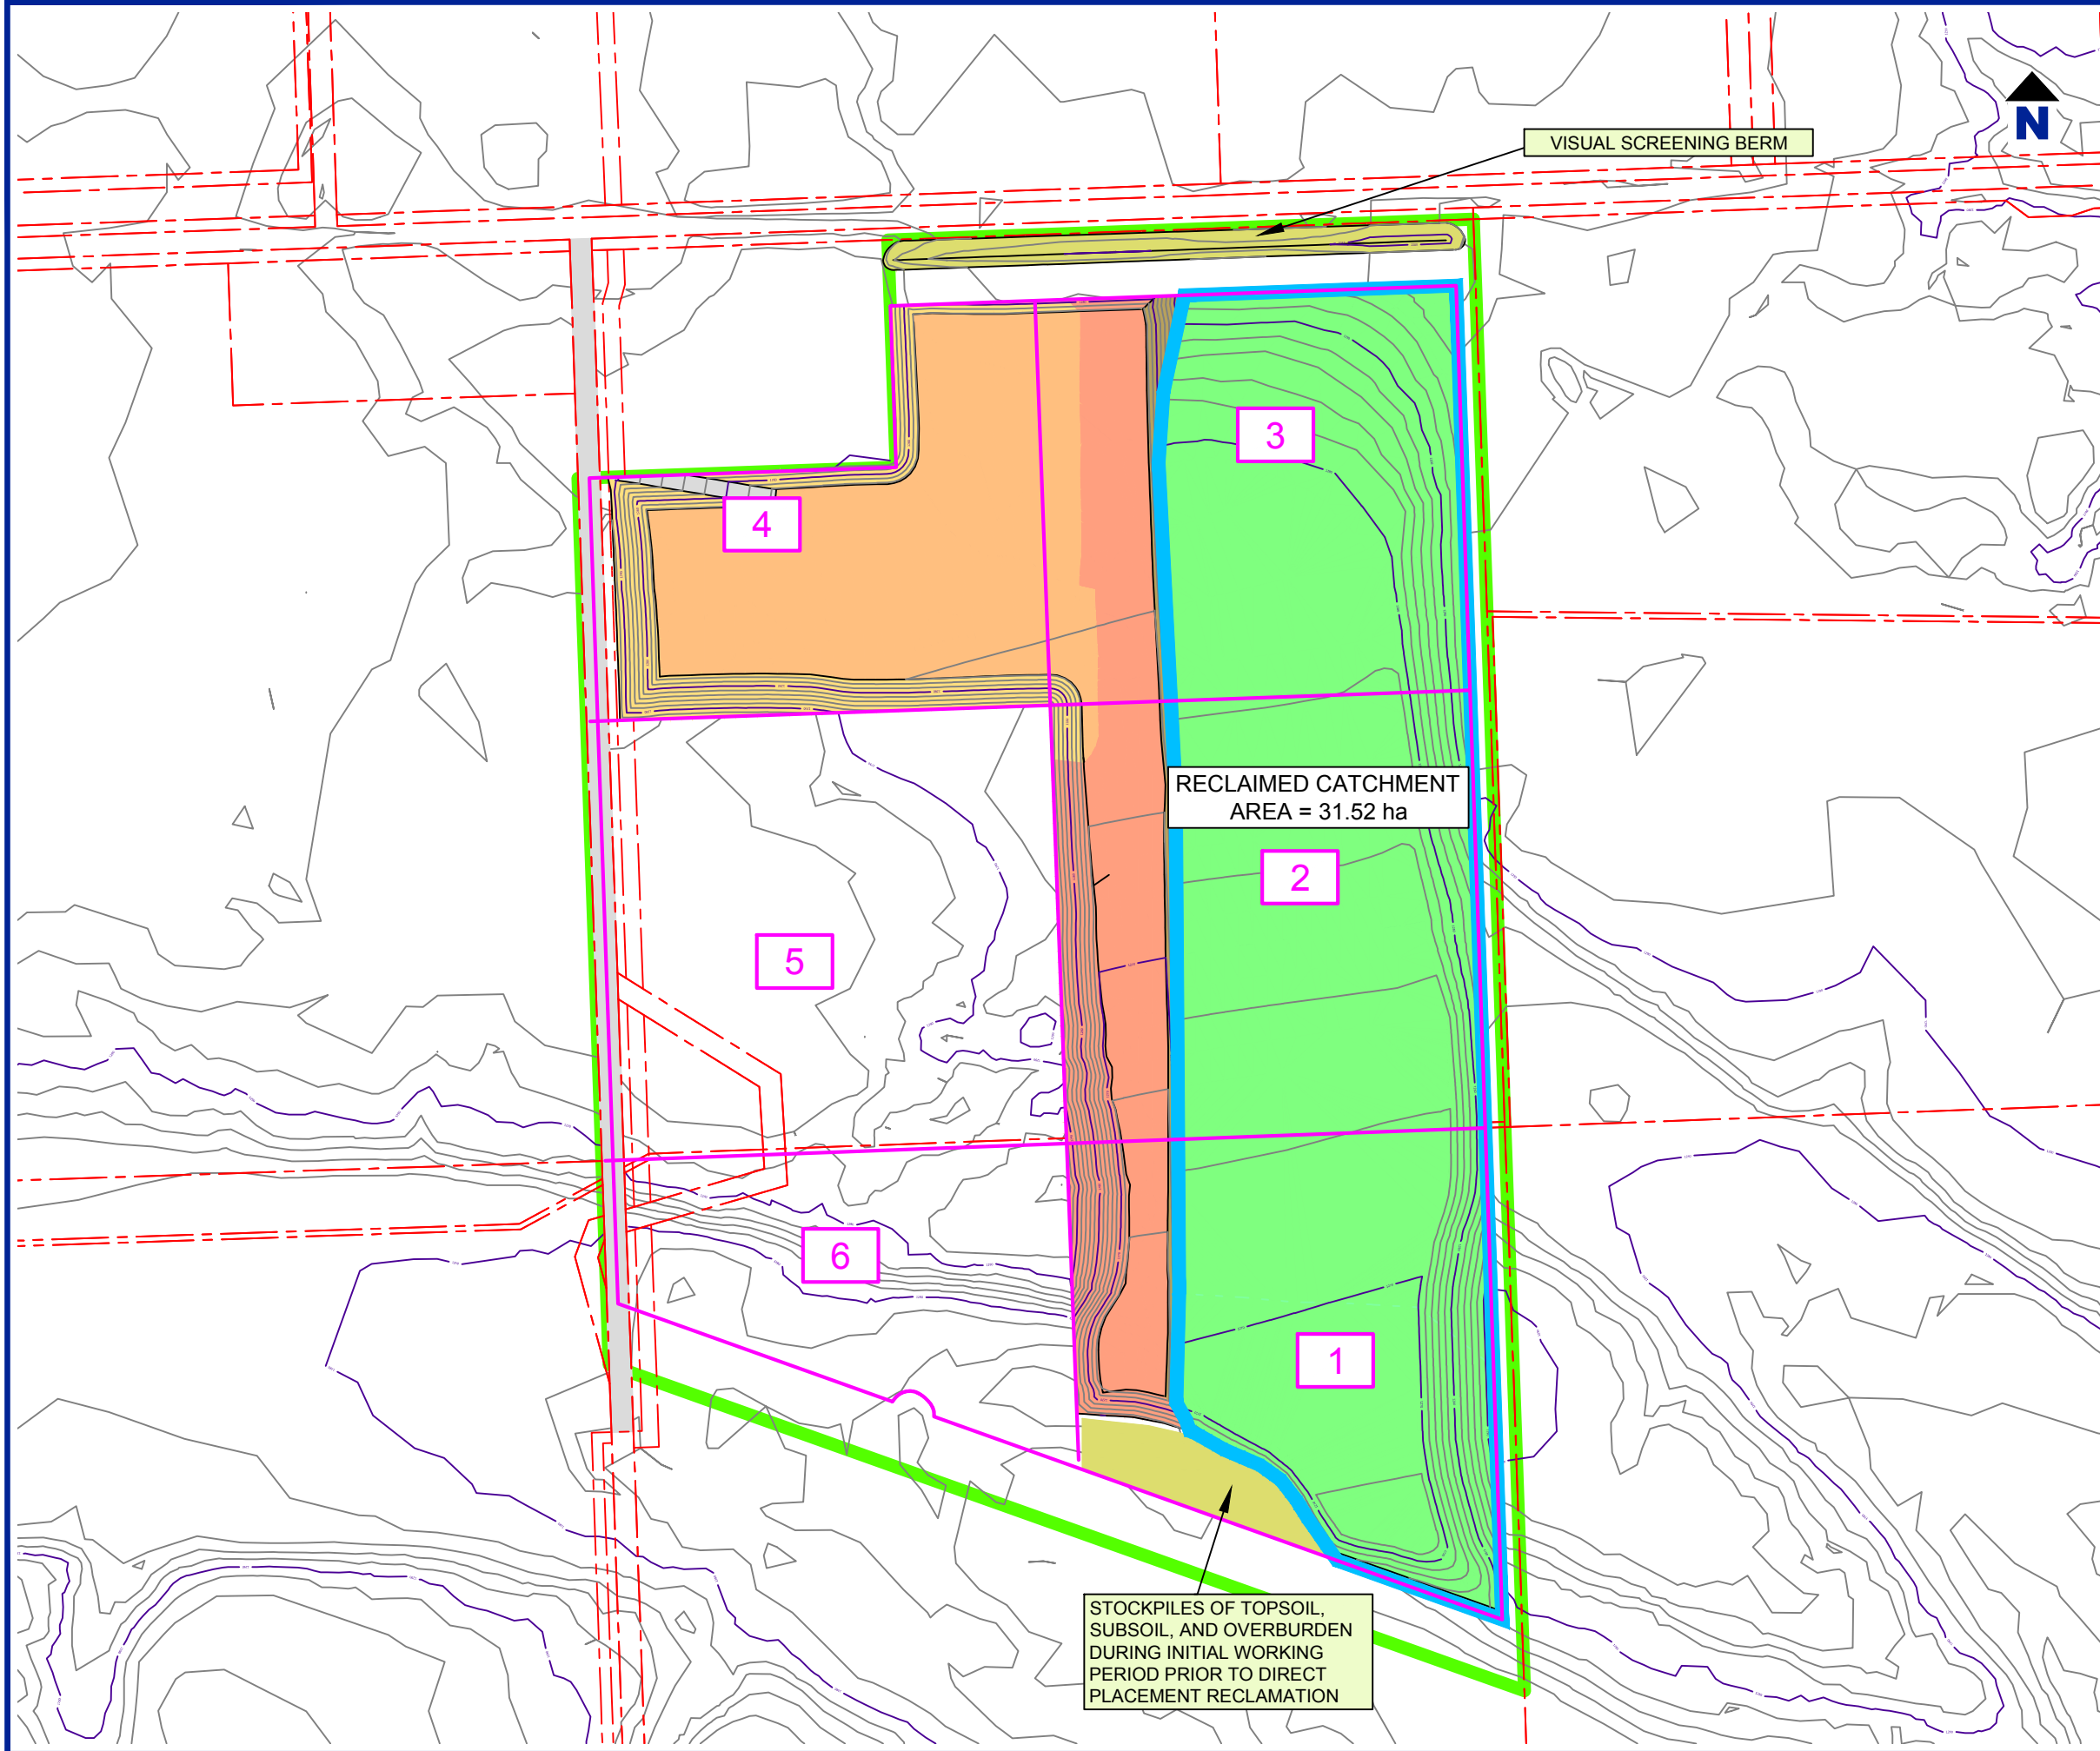 VISUAL SCREENING BERM
N
3
4
RECLAIMED CATCHMENT
AREA = 31.52 ha
2
5
6
1
STOCKPILES OF TOPSOIL,
SUBSOIL, AND OVERBURDEN
DURING INITIAL WORKING
PERIOD PRIOR TO DIRECT
PLACEMENT RECLAMATION